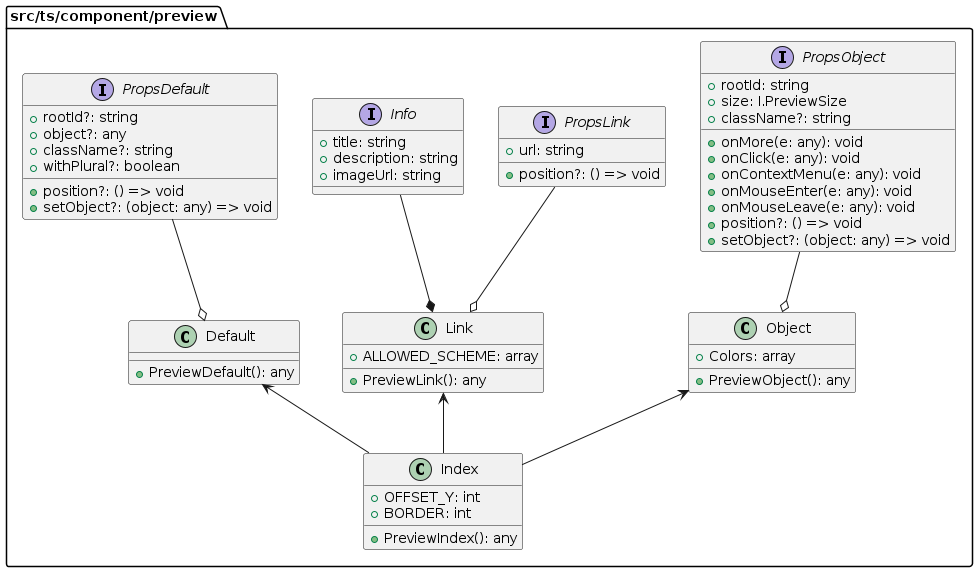 src/ts/component/preview
I PropsDefault
rootId?: string
object?: any
className?: string
withPlural?: boolean
position?: () => void
setObject?: (object: any) => void
I Info
title: string
description: string
imageUrl: string
I PropsLink
url: string
position?: () => void
I PropsObject
rootId: string
size: I.PreviewSize
className?: string
onMore(e: any): void
onClick(e: any): void
onContextMenu(e: any): void
onMouseEnter(e: any): void
onMouseLeave(e: any): void
position?: () => void
setObject?: (object: any) => void
C Default
PreviewDefault(): any
C Link
ALLOWED_SCHEME: array
PreviewLink(): any
C Object
Colors: array
PreviewObject(): any
C Index
OFFSET_Y: int
BORDER: int
PreviewIndex(): any